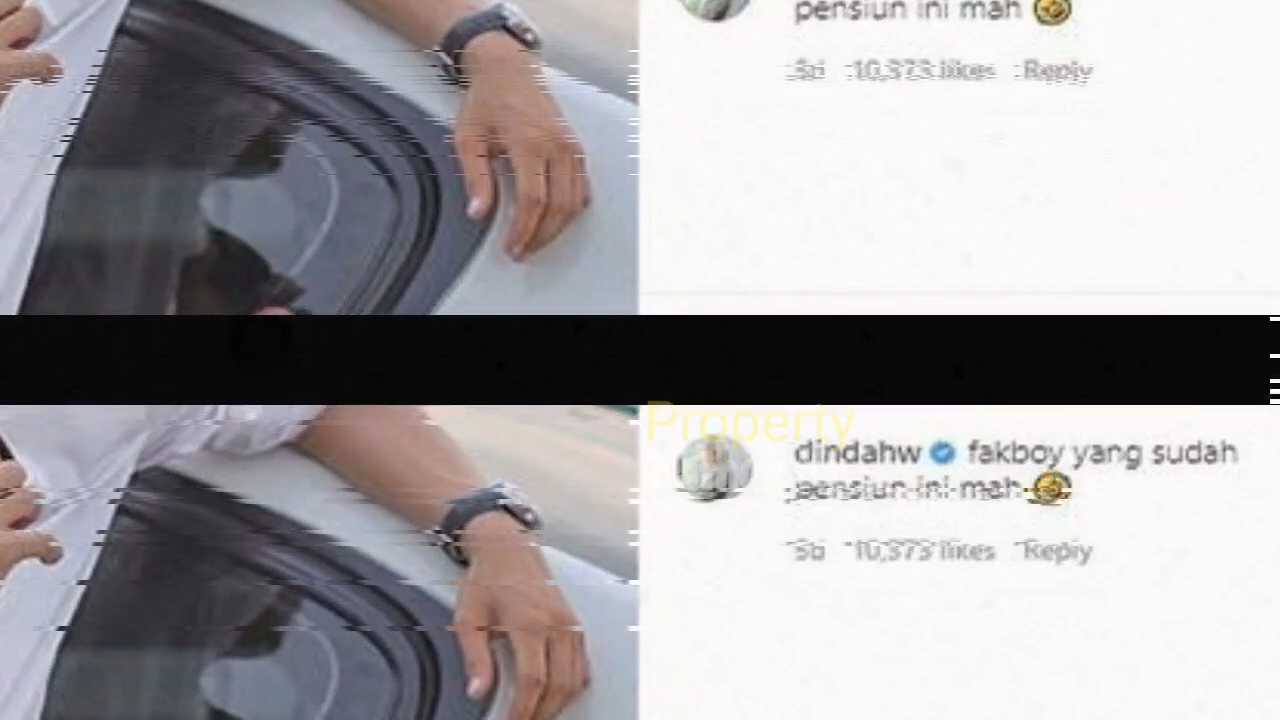 pensiun ini mah
5d 10,373 likes Reply
Property
dindahw fakboy yang sudah
pensiun ini mah
5d 10,373 likes Reply